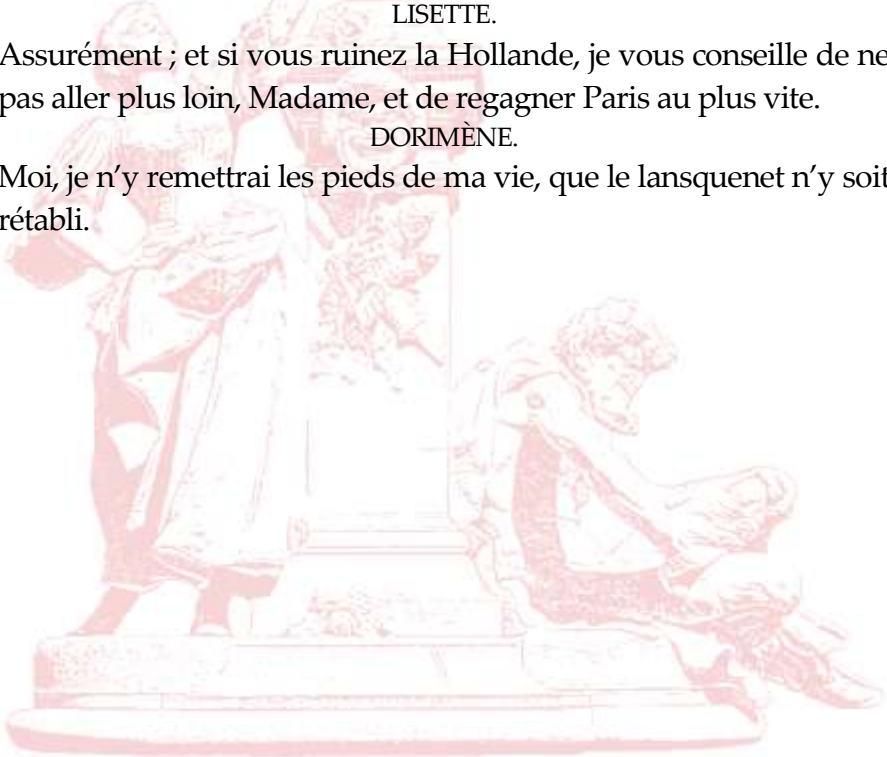 LISETTE.
Assurément ; et si vous ruinez la Hollande, je vous conseille de ne
pas aller plus loin, Madame, et de regagner Paris au plus vite.
DORIMÈNE.
Moi, je n’y remettrai les pieds de ma vie, que le lansquenet n’y soit
rétabli.